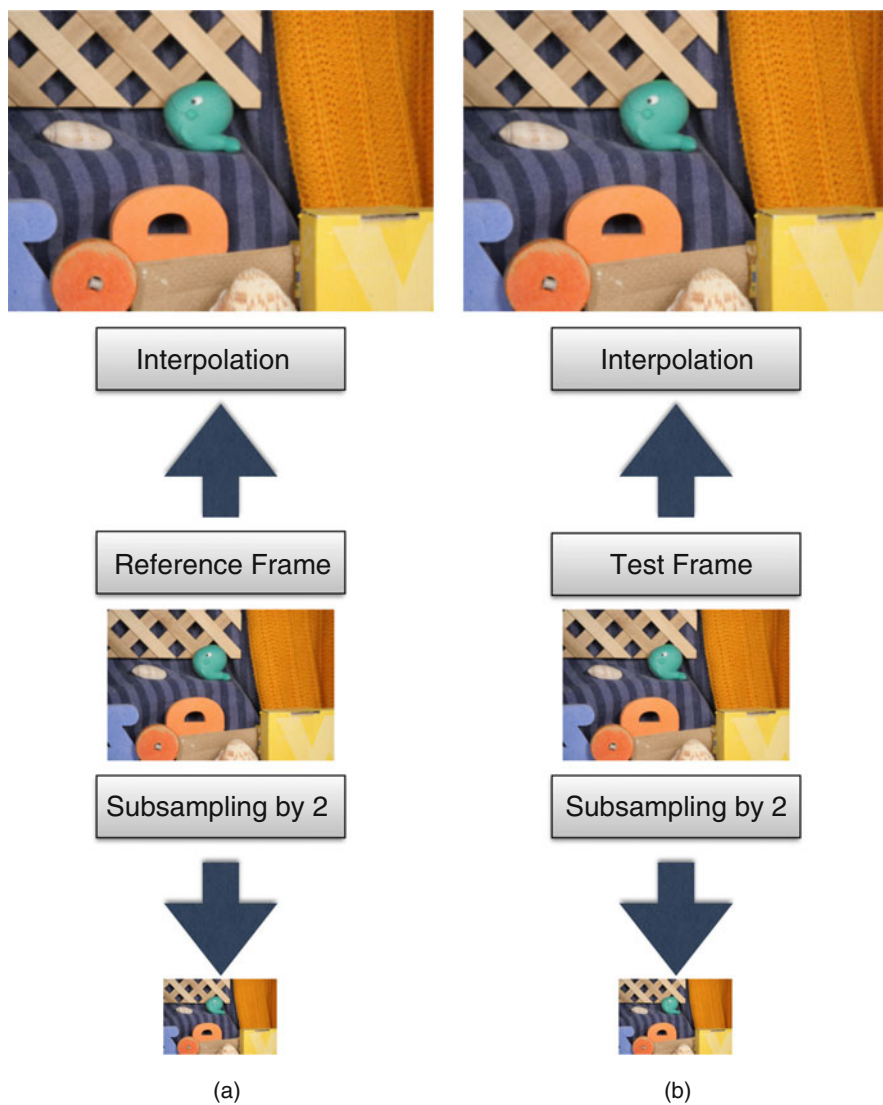 Interpolation
Interpolation
Reference Frame
Test Frame
Subsampling by 2
Subsampling by 2
(a)
(b)